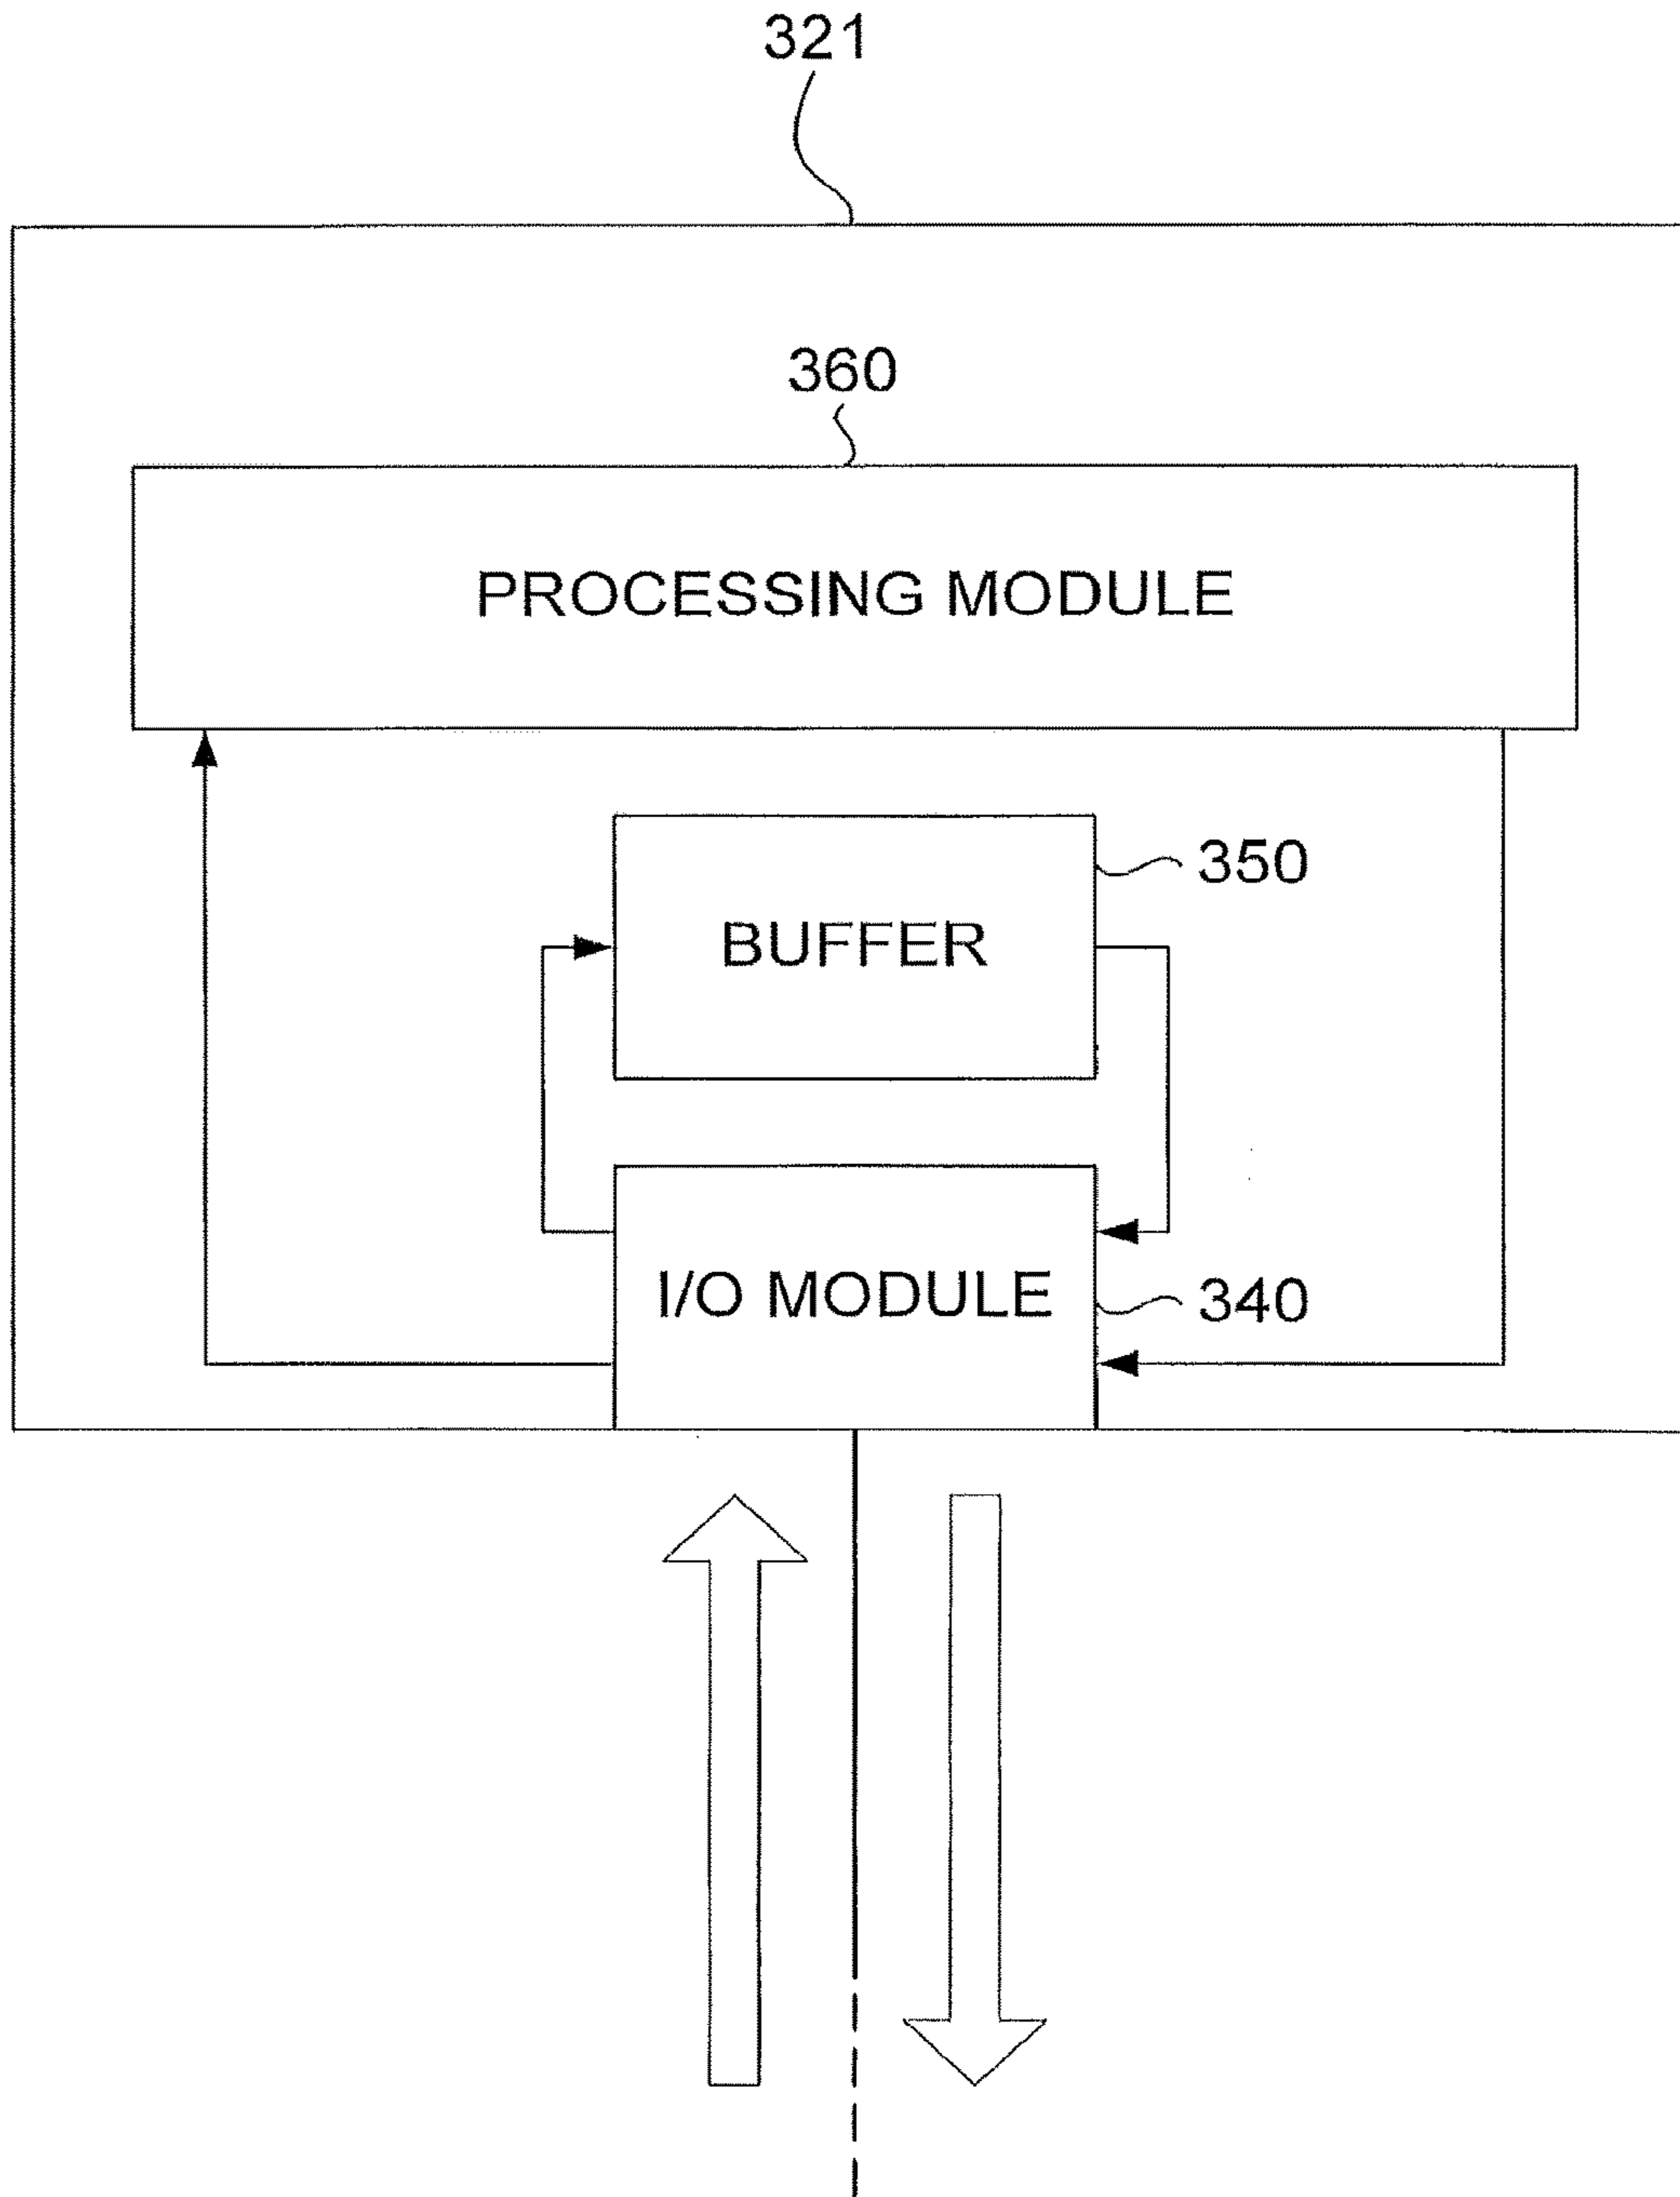 321
360
PROCESSING MODULE
350
BUFFER
I/O MODULE
340